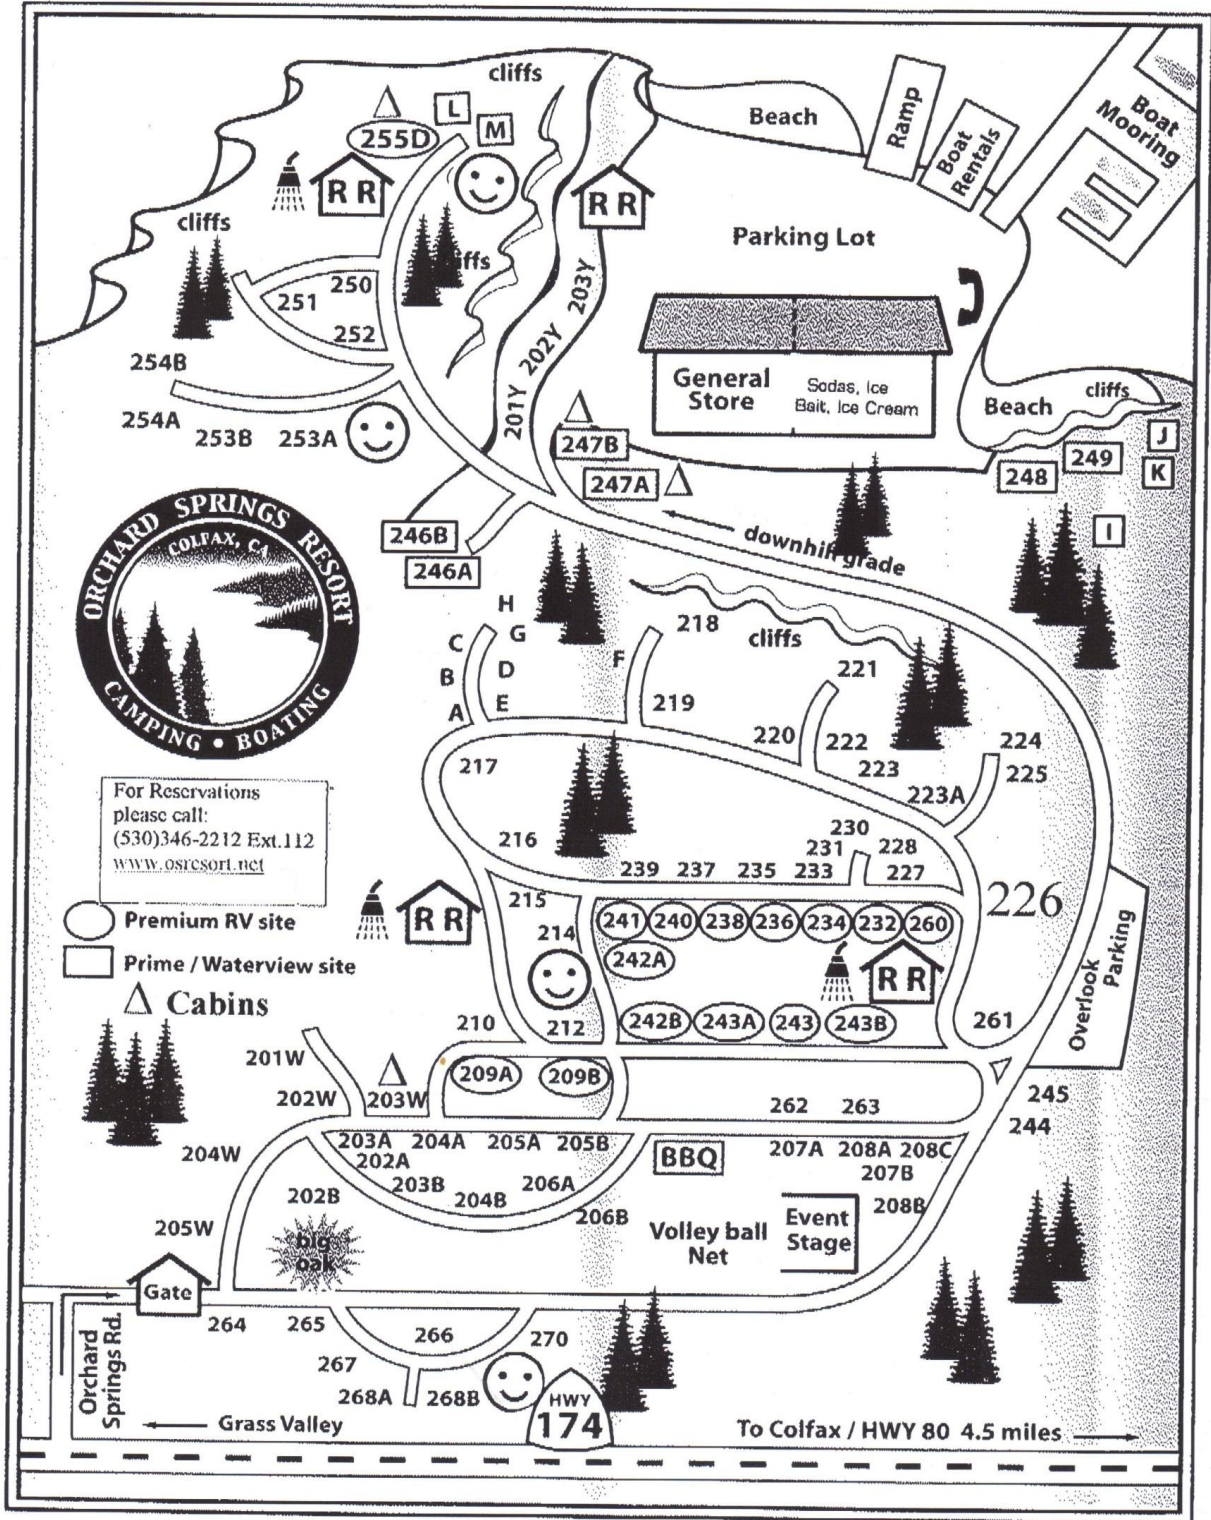 cliffs
Beach
Ramp
Boat
Rentals
Boat
Mooring
255D
L
M
R R
R R
cliffs
Parking Lot
250
251
252
203Y
202Y
201Y
254B
254A
253B
253A
General
Store
Sodas, Ice
Bait, Ice Cream
Beach
cliffs
J
K
248
249
I
247B
247A
246B
246A
downhill grade
ORCHARD SPRINGS RESORT
COLFAX, CA
CAMPING • BOATING
H
C
G
B
D
A
E
F
218
cliffs
219
221
220
222
223
224
225
223A
217
For Reservations
please call:
(530)346-2212 Ext.112
www.osresort.net
216
230
231
228
239
237
235
233
227
226
Premium RV site
Prime / Waterview site
Cabins
R R
215
214
241
240
238
236
234
232
260
242A
R R
242B
243A
243
243B
261
Overlook
Parking
210
212
201W
209A
209B
202W
203W
262
263
245
244
203A
204A
205A
205B
202A
204W
203B
206A
204B
202B
206B
BBQ
207A
208A
208C
207B
208B
205W
big
oak
Volley ball
Net
Event
Stage
Gate
264
265
266
270
267
268A
268B
Orchard
Springs Rd.
HWY
174
Grass Valley
To Colfax / HWY 80 4.5 miles